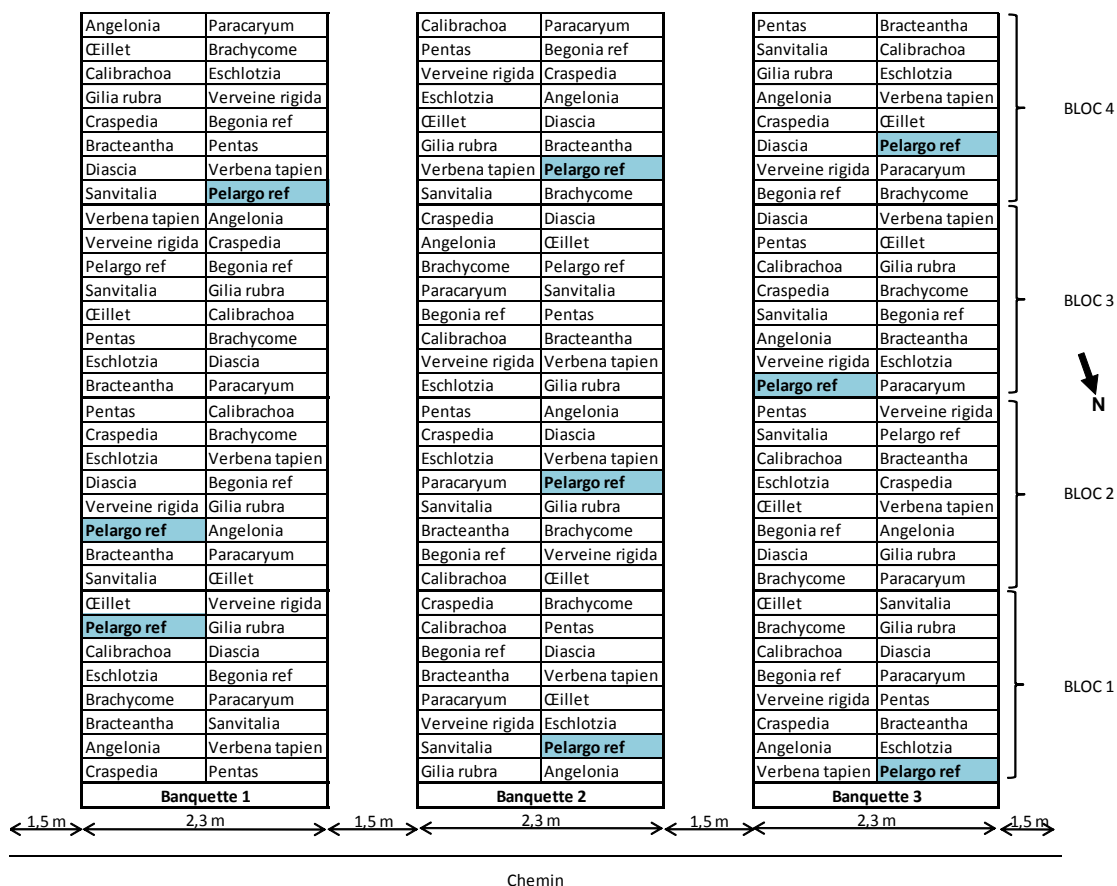 Angelonia Paracaryum Calibrachoa Paracaryum Pentas Bracteantha
Œillet Brachycome Pentas Begonia ref Sanvitalia Calibrachoa
Calibrachoa Eschlotzia Verveine rigida Craspedia Gilia rubra Eschlotzia
Gilia rubra Verveine rigida Eschlotzia Angelonia Angelonia Verbena tapien
BLOC 4
Craspedia Begonia ref Œillet Diascia Craspedia Œillet
Bracteantha Pentas Gilia rubra Bracteantha Diascia Pelargo ref
Diascia Verbena tapien Verbena tapien Pelargo ref Verveine rigida Paracaryum
Sanvitalia Pelargo ref Sanvitalia Brachycome Begonia ref Brachycome
Verbena tapien Angelonia Craspedia Diascia Diascia Verbena tapien
Verveine rigida Craspedia Angelonia Œillet Pentas Œillet
Pelargo ref Begonia ref Brachycome Pelargo ref Calibrachoa Gilia rubra
Sanvitalia Gilia rubra Paracaryum Sanvitalia Craspedia Brachycome
BLOC 3
Œillet Calibrachoa Begonia ref Pentas Sanvitalia Begonia ref
Pentas Brachycome Calibrachoa Bracteantha Angelonia Bracteantha
Eschlotzia Diascia Verveine rigida Verbena tapien Verveine rigida Eschlotzia
Bracteantha Paracaryum Eschlotzia Gilia rubra Pelargo ref Paracaryum
N
Pentas Calibrachoa Pentas Angelonia Pentas Verveine rigida
Craspedia Brachycome Craspedia Diascia Sanvitalia Pelargo ref
Eschlotzia Verbena tapien Eschlotzia Verbena tapien Calibrachoa Bracteantha
Diascia Begonia ref Paracaryum Pelargo ref Eschlotzia Craspedia
BLOC 2
Verveine rigida Gilia rubra Sanvitalia Gilia rubra Œillet Verbena tapien
Pelargo ref Angelonia Bracteantha Brachycome Begonia ref Angelonia
Bracteantha Paracaryum Begonia ref Verveine rigida Diascia Gilia rubra
Sanvitalia Œillet Calibrachoa Œillet Brachycome Paracaryum
Œillet Verveine rigida Craspedia Brachycome Œillet Sanvitalia
Pelargo ref Gilia rubra Calibrachoa Pentas Brachycome Gilia rubra
Calibrachoa Diascia Begonia ref Diascia Calibrachoa Diascia
Eschlotzia Begonia ref Bracteantha Verbena tapien Begonia ref Paracaryum
BLOC 1
Brachycome Paracaryum Paracaryum Œillet Verveine rigida Pentas
Bracteantha Sanvitalia Verveine rigida Eschlotzia Craspedia Bracteantha
Angelonia Verbena tapien Sanvitalia Pelargo ref Angelonia Eschlotzia
Craspedia Pentas Gilia rubra Angelonia Verbena tapien Pelargo ref
Banquette 1 Banquette 2 Banquette 3
1,5 m 2,3 m 1,5 m 2,3 m 1,5 m 2,3 m 1,5 m
Chemin